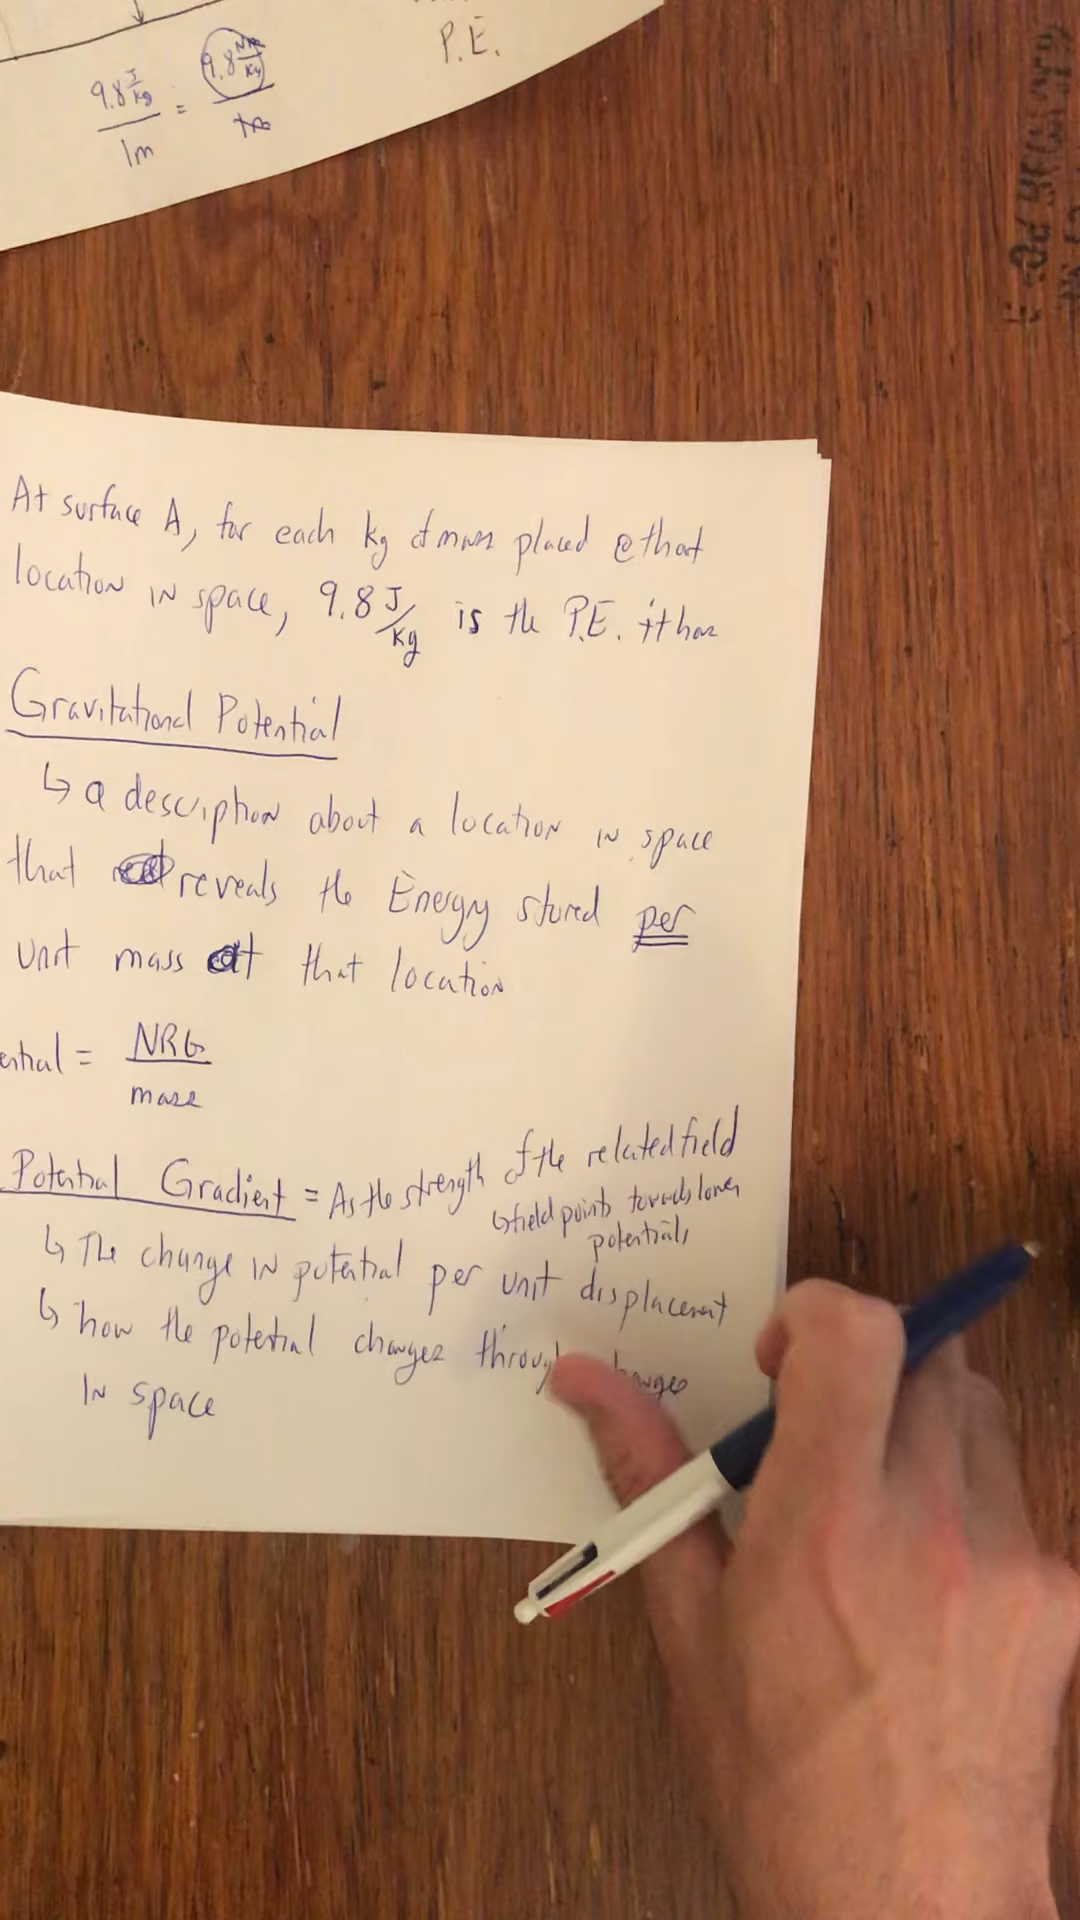 P.E.
9.8 J/kg / 1m = 9.8 Nm/kg / m
At surface A, for each kg of mass placed @ that
location in space, 9.8 J/kg is the P.E. it has
Gravitational Potential
↳ a description about a location in space
that reveals the Energy stored per
unit mass at that location
ential = NRG / mass
Potential Gradient = As the strength of the related field
↳ field points towards lower
potentials
↳ The change in potential per unit displacement
↳ how the potential changes through changes
in space